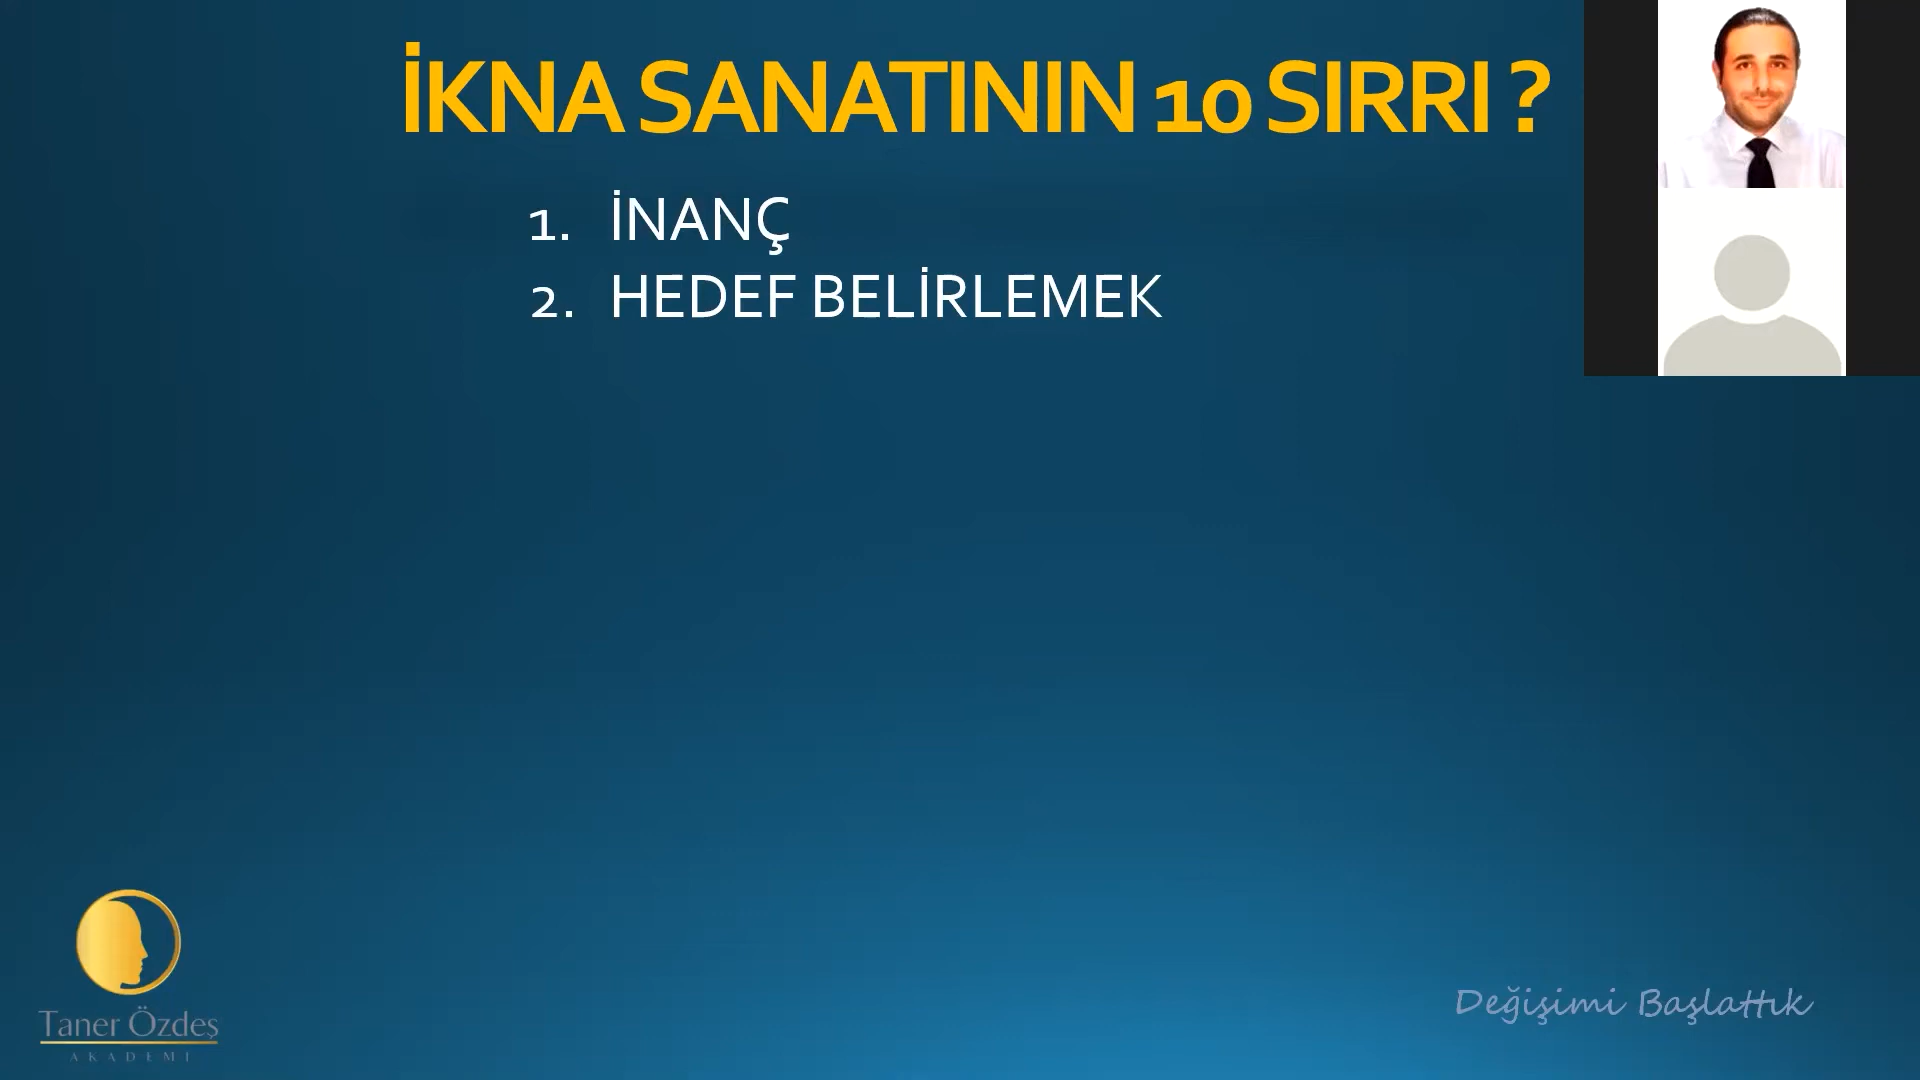 İKNA SANATININ 10 SIRRI ?
1. İNANÇ
2. HEDEF BELİRLEMEK
Taner Özdeş
AKADEMİ
Değişimi Başlattık